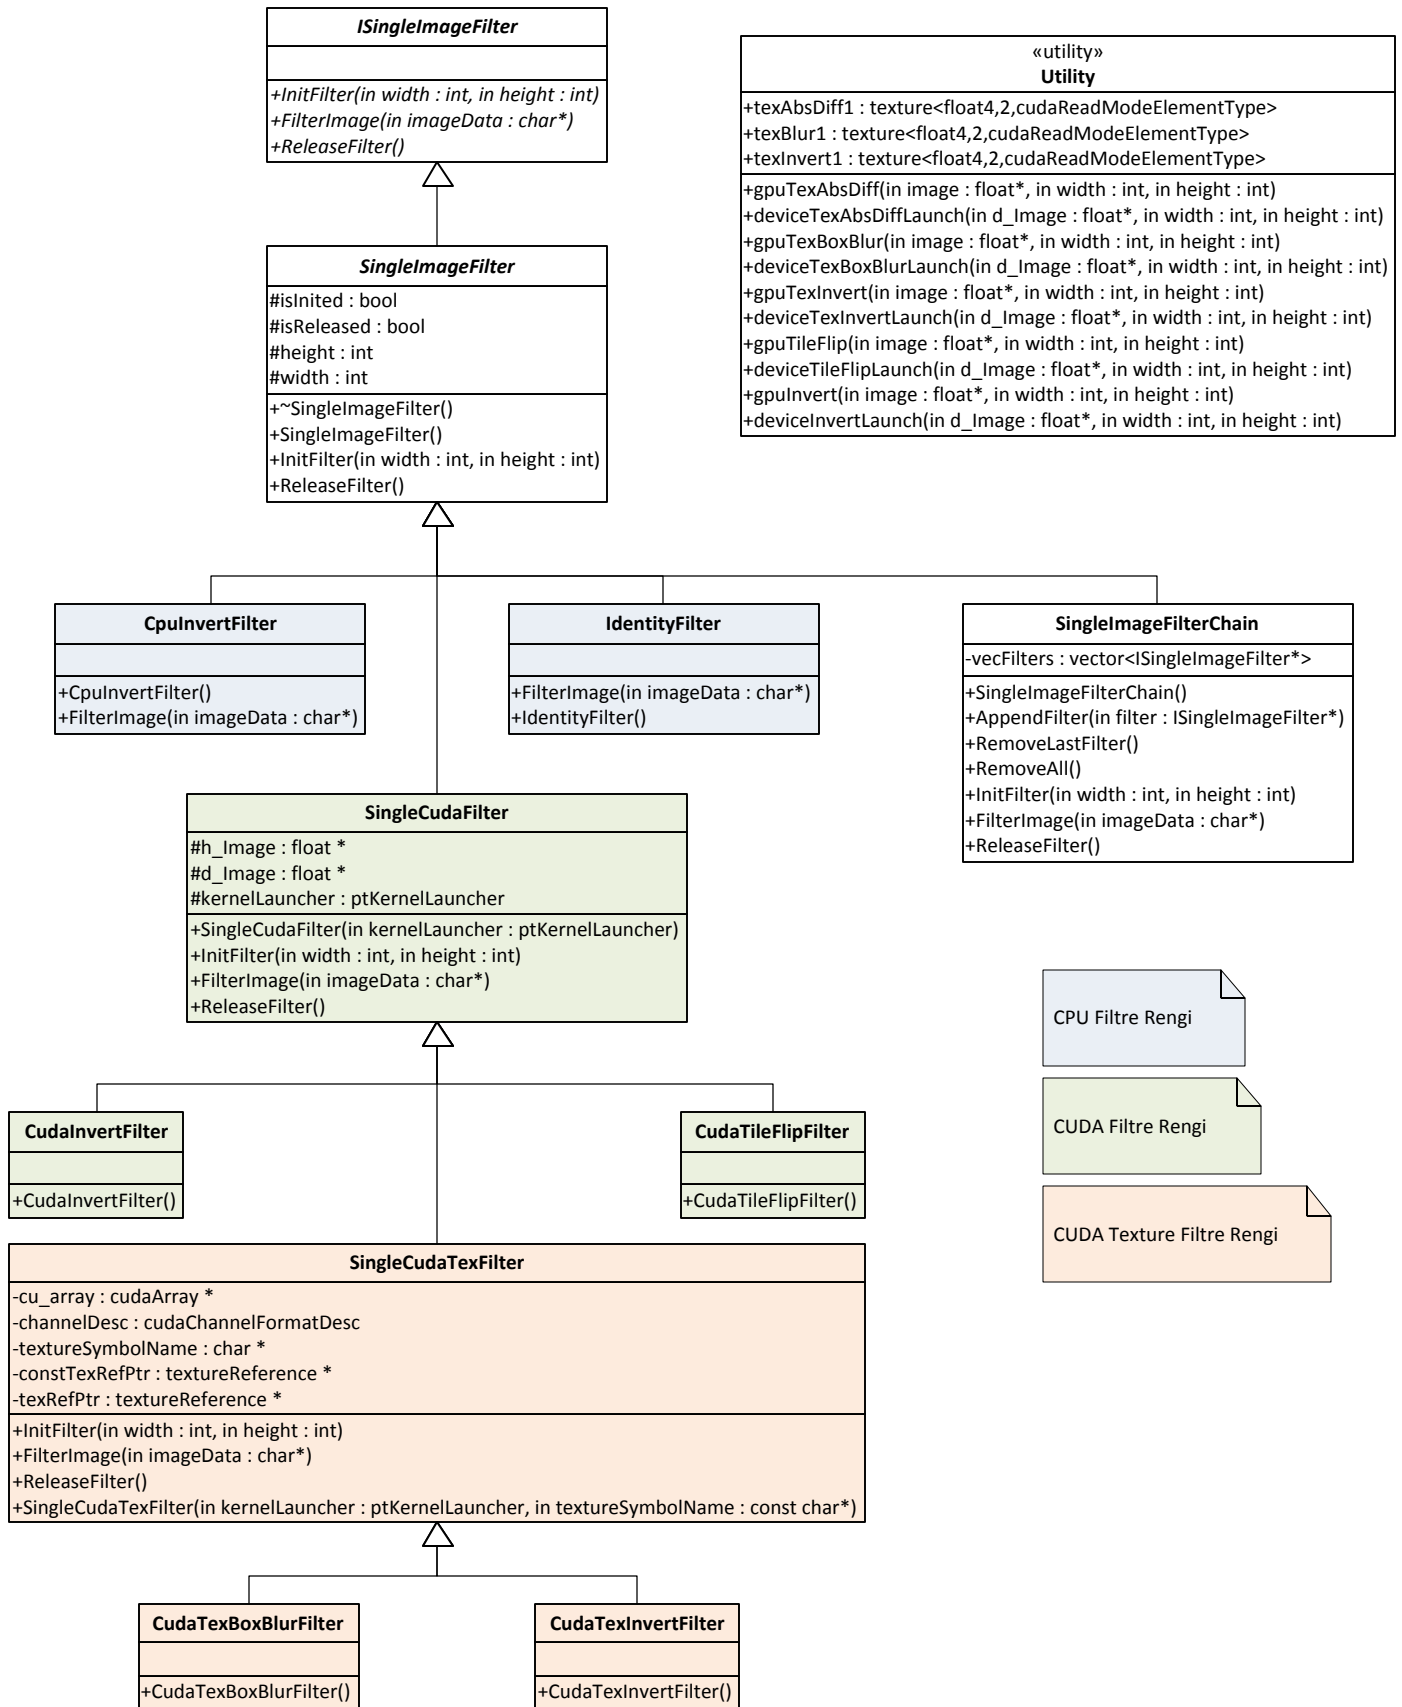 ISingleImageFilter
+InitFilter(in width : int, in height : int)
+FilterImage(in imageData : char*)
+ReleaseFilter()
«utility»
Utility
+texAbsDiff1 : texture<float4,2,cudaReadModeElementType>
+texBlur1 : texture<float4,2,cudaReadModeElementType>
+texInvert1 : texture<float4,2,cudaReadModeElementType>
+gpuTexAbsDiff(in image : float*, in width : int, in height : int)
+deviceTexAbsDiffLaunch(in d_Image : float*, in width : int, in height : int)
+gpuTexBoxBlur(in image : float*, in width : int, in height : int)
+deviceTexBoxBlurLaunch(in d_Image : float*, in width : int, in height : int)
+gpuTexInvert(in image : float*, in width : int, in height : int)
+deviceTexInvertLaunch(in d_Image : float*, in width : int, in height : int)
+gpuTileFlip(in image : float*, in width : int, in height : int)
+deviceTileFlipLaunch(in d_Image : float*, in width : int, in height : int)
+gpuInvert(in image : float*, in width : int, in height : int)
+deviceInvertLaunch(in d_Image : float*, in width : int, in height : int)
SingleImageFilter
#isInited : bool
#isReleased : bool
#height : int
#width : int
+~SingleImageFilter()
+SingleImageFilter()
+InitFilter(in width : int, in height : int)
+ReleaseFilter()
CpuInvertFilter
+CpuInvertFilter()
+FilterImage(in imageData : char*)
IdentityFilter
+FilterImage(in imageData : char*)
+IdentityFilter()
SingleImageFilterChain
-vecFilters : vector<ISingleImageFilter*>
+SingleImageFilterChain()
+AppendFilter(in filter : ISingleImageFilter*)
+RemoveLastFilter()
+RemoveAll()
+InitFilter(in width : int, in height : int)
+FilterImage(in imageData : char*)
+ReleaseFilter()
SingleCudaFilter
#h_Image : float *
#d_Image : float *
#kernelLauncher : ptKernelLauncher
+SingleCudaFilter(in kernelLauncher : ptKernelLauncher)
+InitFilter(in width : int, in height : int)
+FilterImage(in imageData : char*)
+ReleaseFilter()
CPU Filtre Rengi
CUDA Filtre Rengi
CUDA Texture Filtre Rengi
CudaInvertFilter
+CudaInvertFilter()
CudaTileFlipFilter
+CudaTileFlipFilter()
SingleCudaTexFilter
-cu_array : cudaArray *
-channelDesc : cudaChannelFormatDesc
-textureSymbolName : char *
-constTexRefPtr : textureReference *
-texRefPtr : textureReference *
+InitFilter(in width : int, in height : int)
+FilterImage(in imageData : char*)
+ReleaseFilter()
+SingleCudaTexFilter(in kernelLauncher : ptKernelLauncher, in textureSymbolName : const char*)
CudaTexBoxBlurFilter
+CudaTexBoxBlurFilter()
CudaTexInvertFilter
+CudaTexInvertFilter()